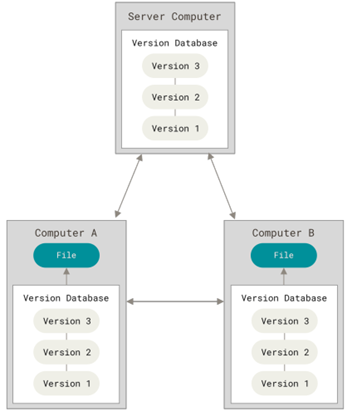 Server Computer
Version Database
Version 3
Version 2
Version 1
Computer A
File
Version Database
Version 3
Version 2
Version 1
Computer B
File
Version Database
Version 3
Version 2
Version 1